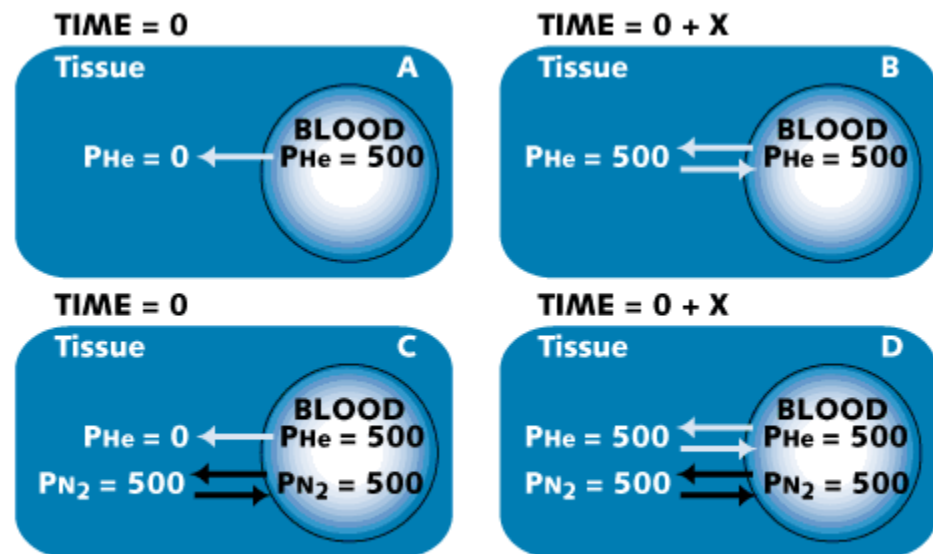 TIME = 0
Tissue A
BLOOD
PHe = 0 PHe = 500
TIME = 0 + X
Tissue B
BLOOD
PHe = 500 PHe = 500
TIME = 0
Tissue C
BLOOD
PHe = 0 PHe = 500
PN₂ = 500 PN₂ = 500
TIME = 0 + X
Tissue D
BLOOD
PHe = 500 PHe = 500
PN₂ = 500 PN₂ = 500